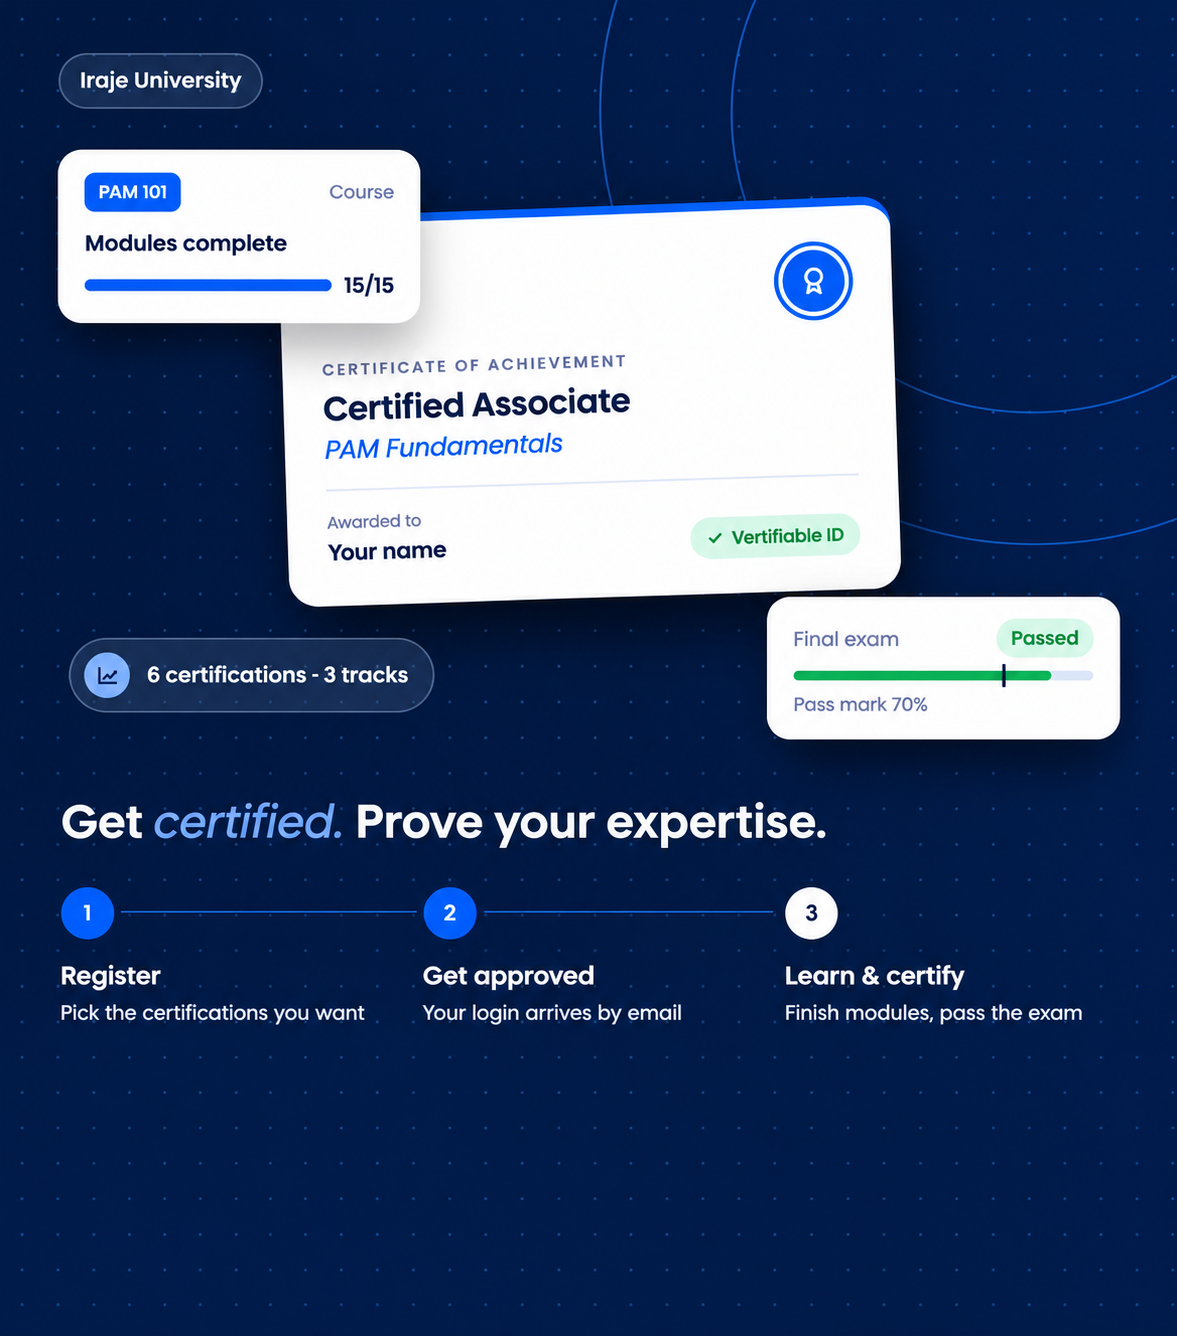 Iraje University
PAM 101
Course
Modules complete
15/15
CERTIFICATE OF ACHIEVEMENT
Certified Associate
PAM Fundamentals
Awarded to
Your name
Vertifiable ID
Final exam
Passed
Pass mark 70%
6 certifications - 3 tracks
Get certified. Prove your expertise.
1
2
3
Register
Get approved
Learn & certify
Pick the certifications you want
Your login arrives by email
Finish modules, pass the exam